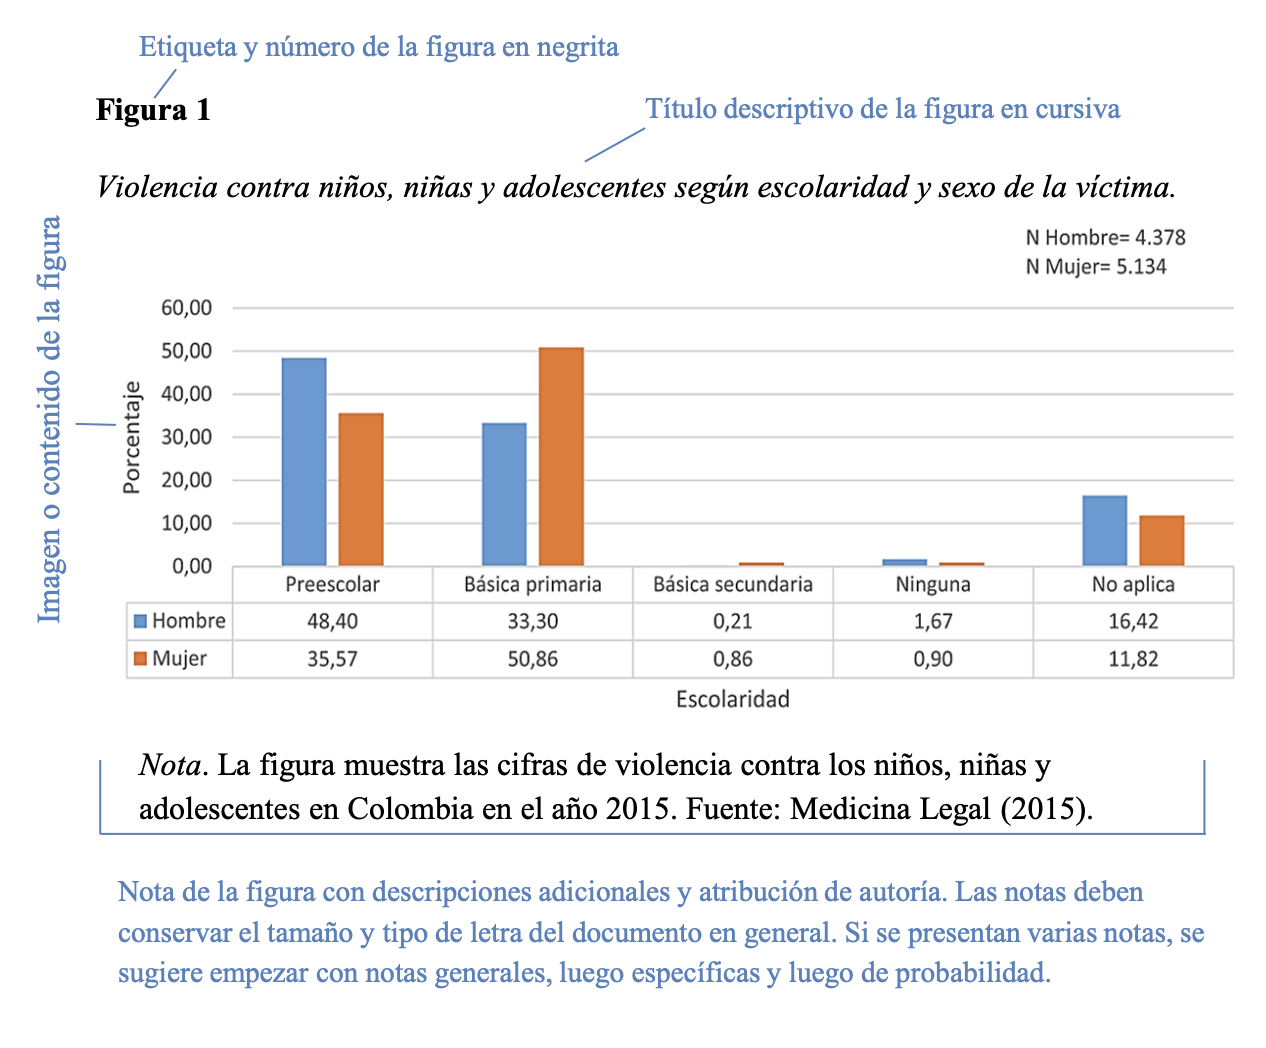 Etiqueta y número de la figura en negrita
Figura 1
Título descriptivo de la figura en cursiva
Violencia contra niños, niñas y adolescentes según escolaridad y sexo de la víctima.
Imagen o contenido de la figura
N Hombre= 4.378
N Mujer= 5.134
Porcentaje
60,00
50,00
40,00
30,00
20,00
10,00
0,00
Preescolar Básica primaria Básica secundaria Ninguna No aplica
Hombre 48,40 33,30 0,21 1,67 16,42
Mujer 35,57 50,86 0,86 0,90 11,82
Escolaridad
Nota. La figura muestra las cifras de violencia contra los niños, niñas y
adolescentes en Colombia en el año 2015. Fuente: Medicina Legal (2015).
Nota de la figura con descripciones adicionales y atribución de autoría. Las notas deben
conservar el tamaño y tipo de letra del documento en general. Si se presentan varias notas, se
sugiere empezar con notas generales, luego específicas y luego de probabilidad.